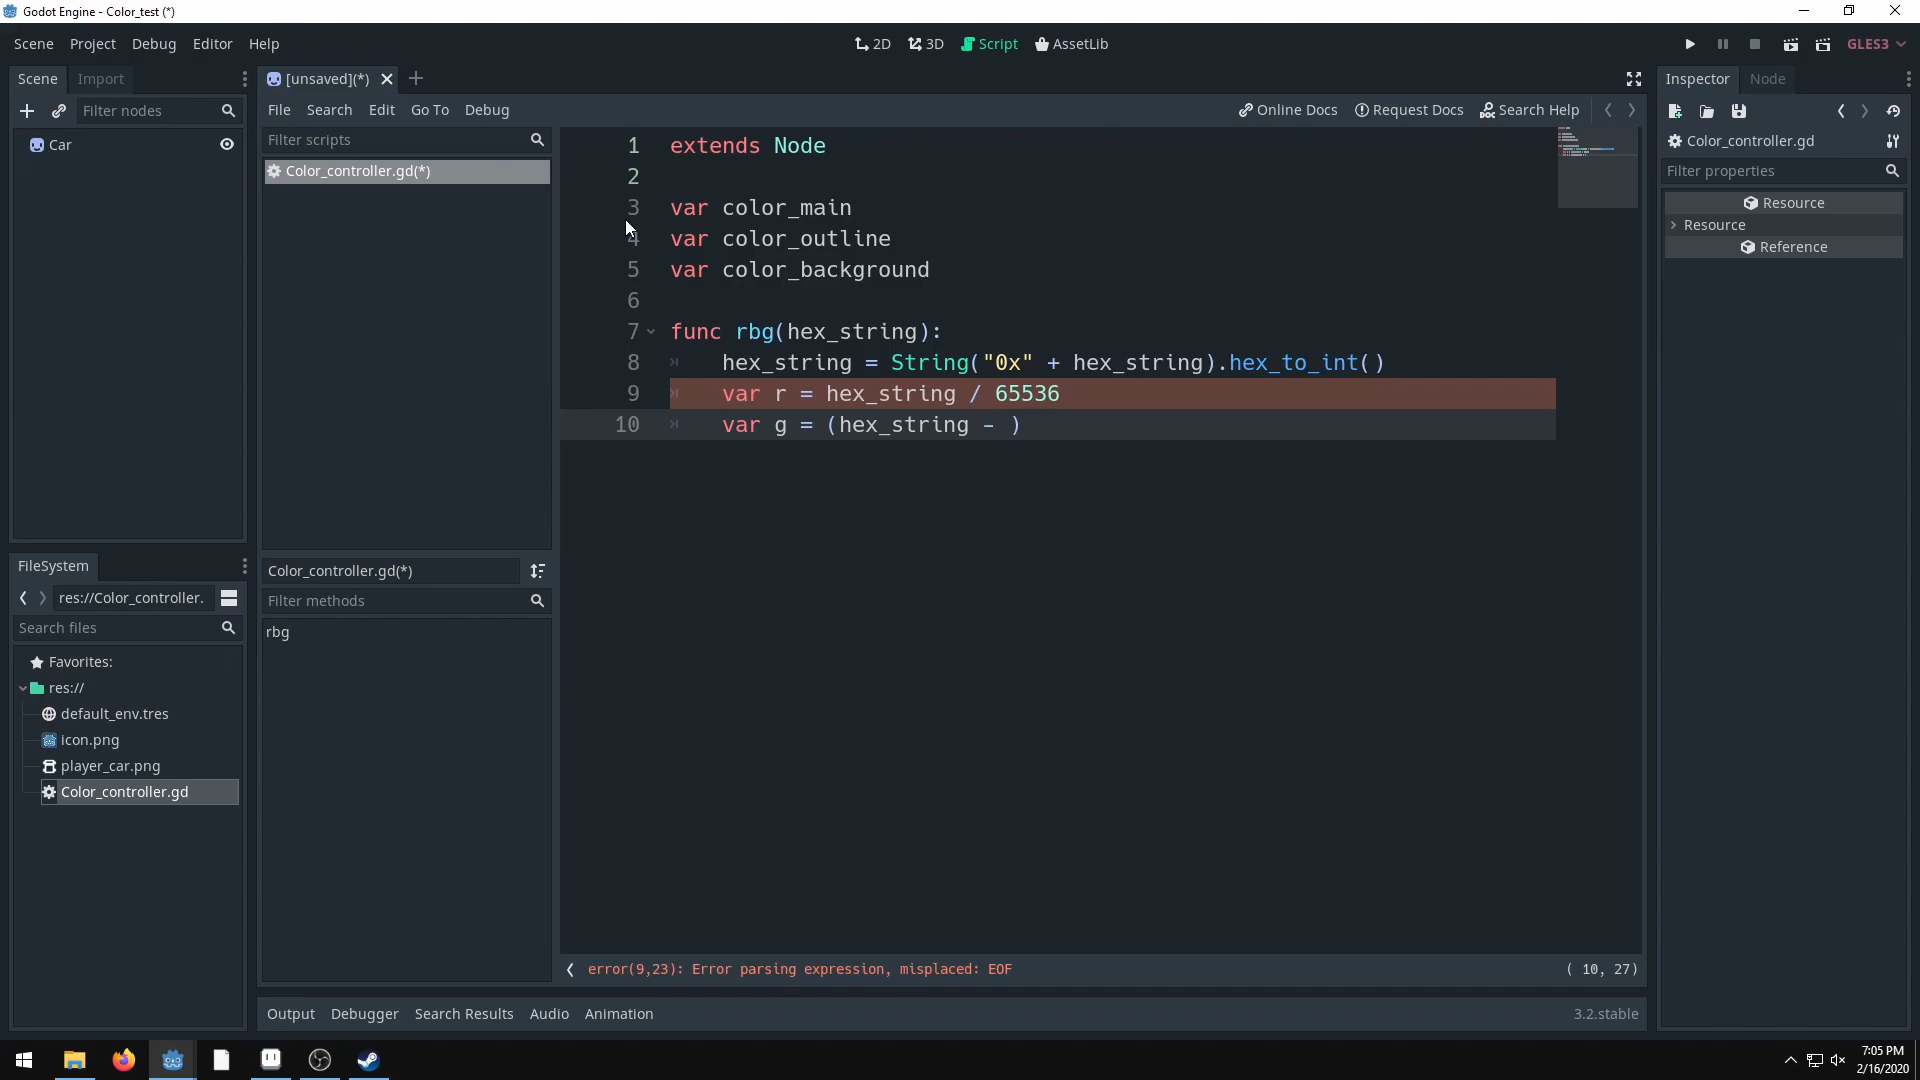 Godot Engine - Color_test (*)
Scene Project Debug Editor Help
2D 3D Script AssetLib
GLES3
Scene Import
Filter nodes
Car
[unsaved](*)
File Search Edit Go To Debug
Online Docs Request Docs Search Help
Filter scripts
Color_controller.gd(*)
1 extends Node
2
3 var color_main
4 var color_outline
5 var color_background
6
7 func rbg(hex_string):
8 hex_string = String("0x" + hex_string).hex_to_int()
9 var r = hex_string / 65536
10 var g = (hex_string - )
Color_controller.gd(*)
Filter methods
rbg
error(9,23): Error parsing expression, misplaced: EOF
( 10, 27)
Output Debugger Search Results Audio Animation
3.2.stable
FileSystem
res://Color_controller.
Search files
Favorites:
res://
default_env.tres
icon.png
player_car.png
Color_controller.gd
Inspector Node
Color_controller.gd
Filter properties
Resource
Resource
Reference
7:05 PM
2/16/2020